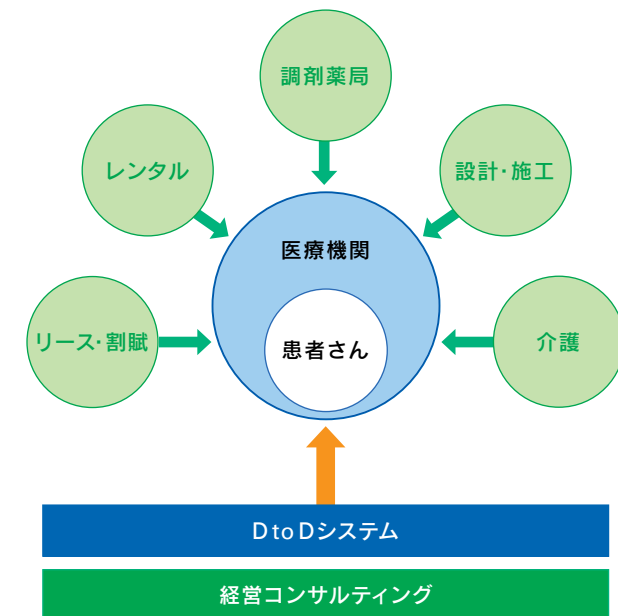 調剤薬局
レンタル
設計・施工
医療機関
リース・割賦
患者さん
介護
DtoDシステム
経営コンサルティング